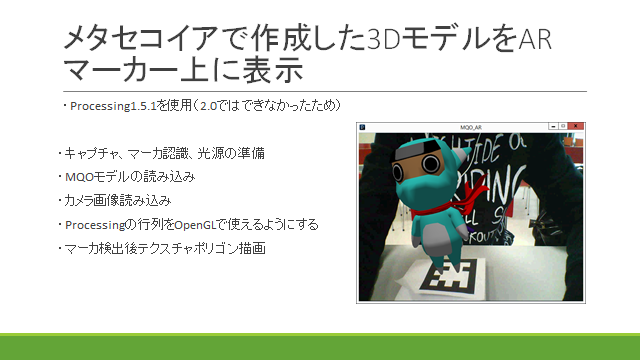 メタセコイアで作成した3DモデルをAR
マーカー上に表示
・Processing1.5.1を使用(2.0ではできなかったため)
・キャプチャ、マーカ認識、光源の準備
・MQOモデルの読み込み
・カメラ画像読み込み
・Processingの行列をOpenGLで使えるようにする
・マーカ検出後テクスチャポリゴン描画
MQO_AR